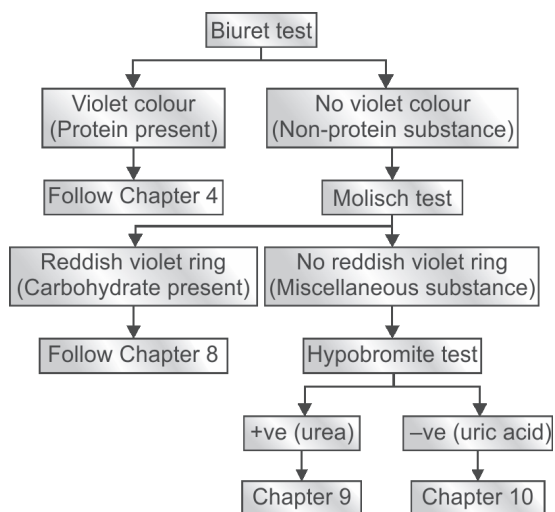 Biuret test
Violet colour
(Protein present)
No violet colour
(Non-protein substance)
Follow Chapter 4
Molisch test
Reddish violet ring
(Carbohydrate present)
No reddish violet ring
(Miscellaneous substance)
Follow Chapter 8
Hypobromite test
+ve (urea)
–ve (uric acid)
Chapter 9
Chapter 10